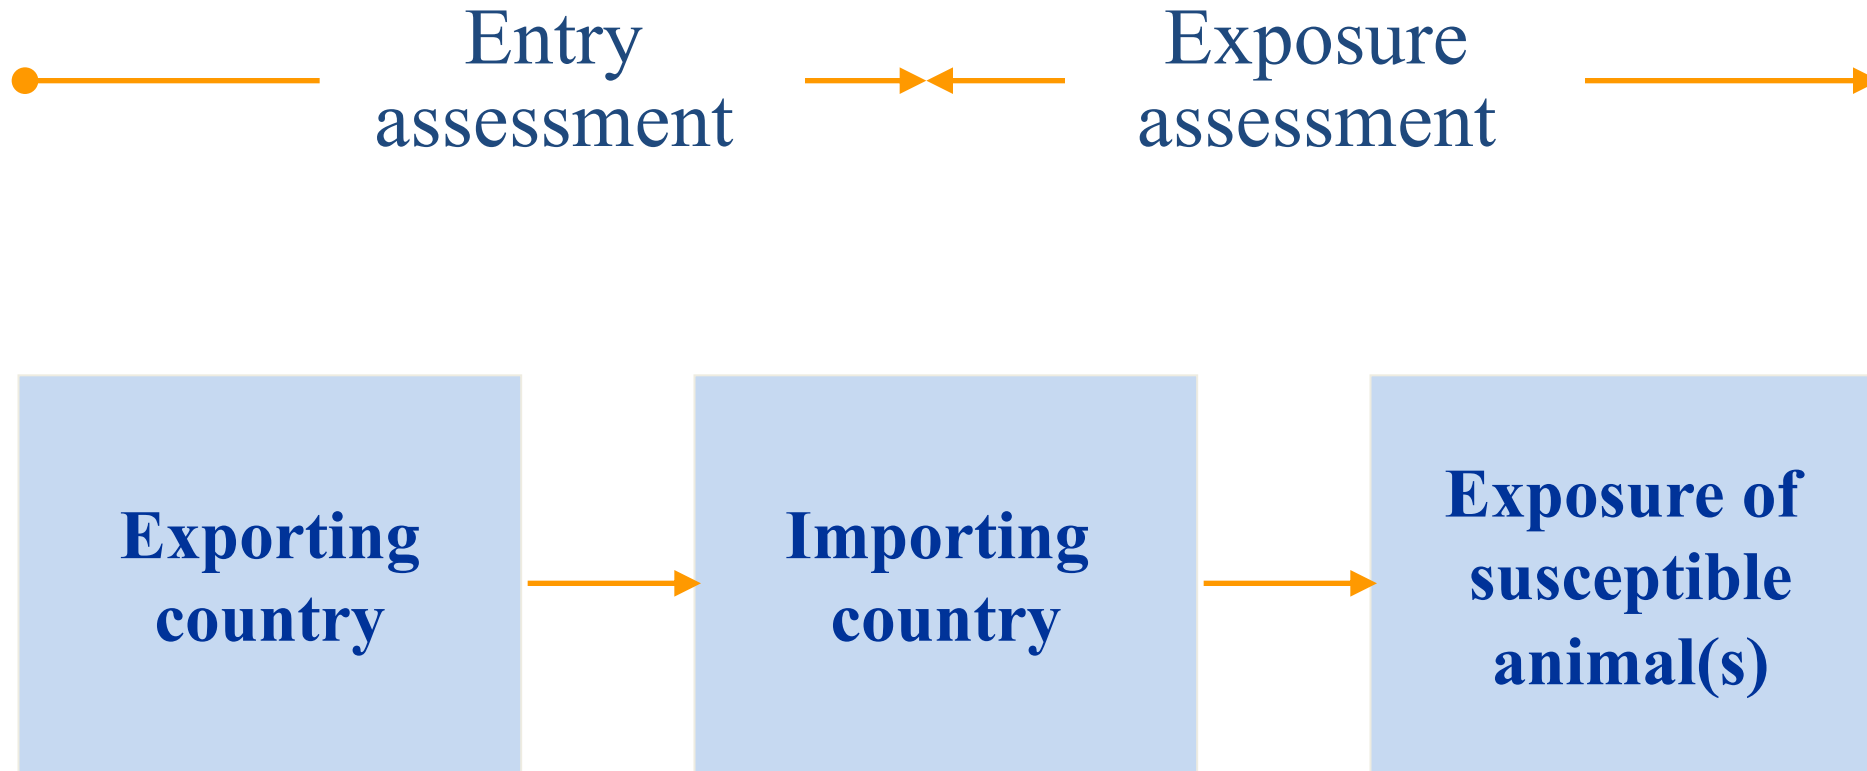 Entry
assessment
Exposure
assessment
Exporting
country
Importing
country
Exposure of
susceptible
animal(s)